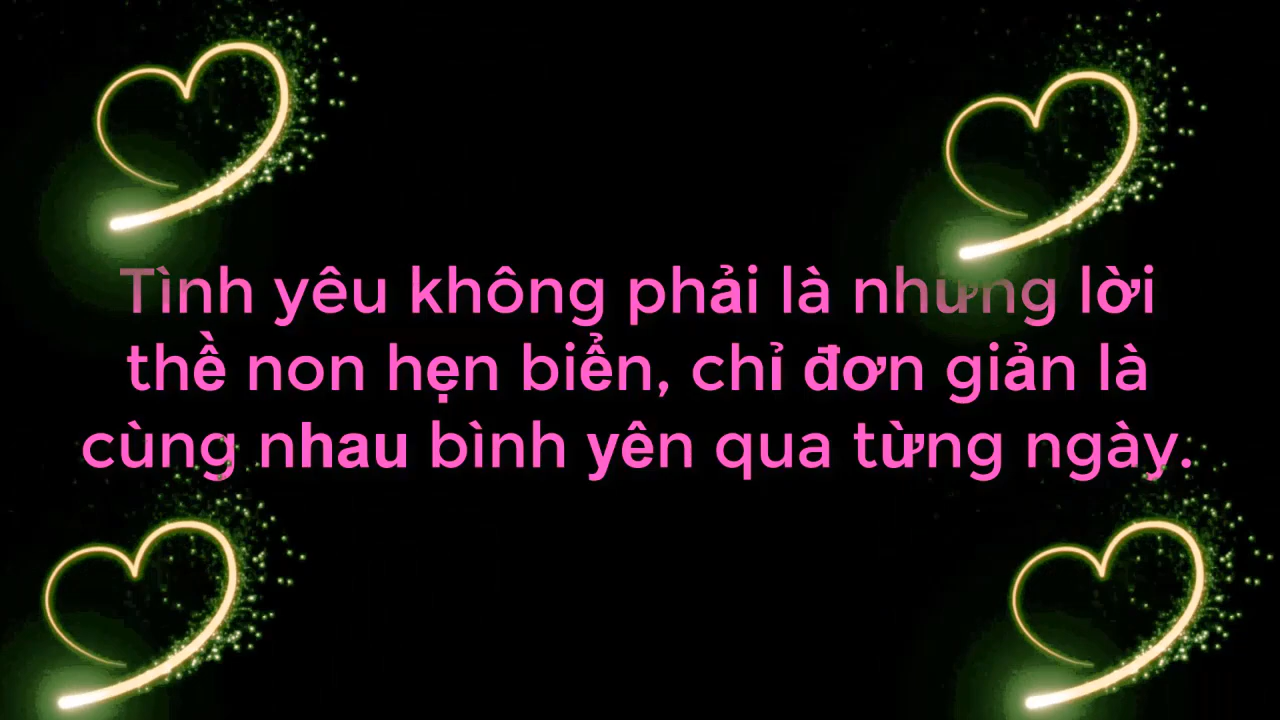 Tình yêu không phải là những lời
thề non hẹn biển, chỉ đơn giản là
cùng nhau bình yên qua từng ngày.